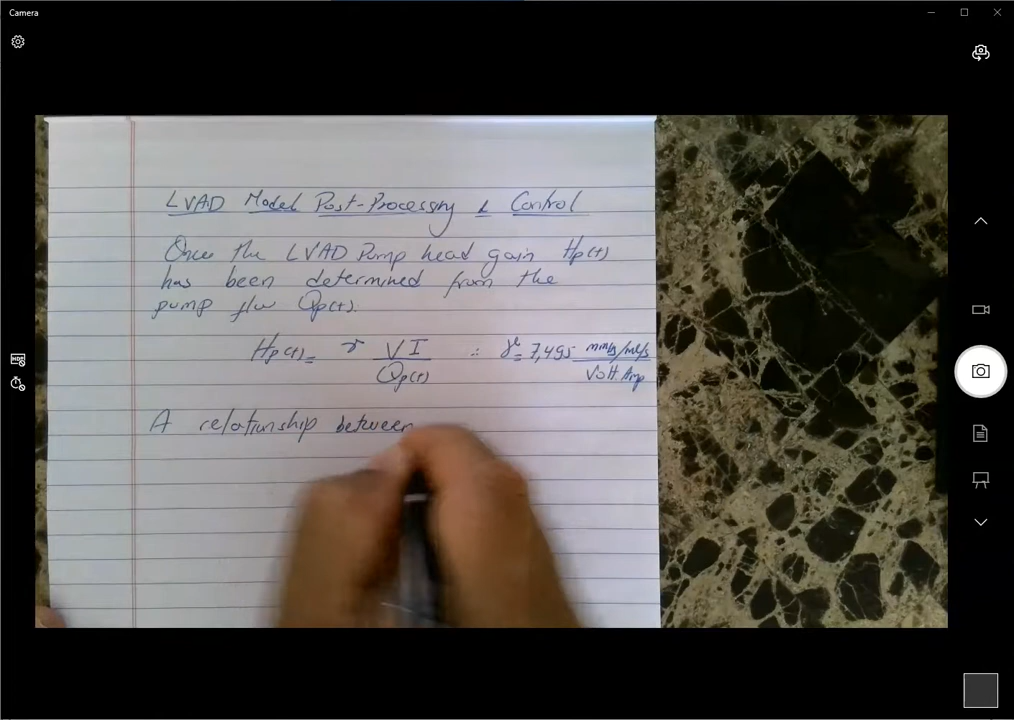 Camera
LVAD Model Post-Processing & Control
Once the LVAD Pump head gain Hp(t)
has been determined from the
pump flw Qp(t).
Hp(t) = γ VI / Qp(t) ∴ γ = 7,495 mmHg/ml/s / Volt.Amp
A relationship between